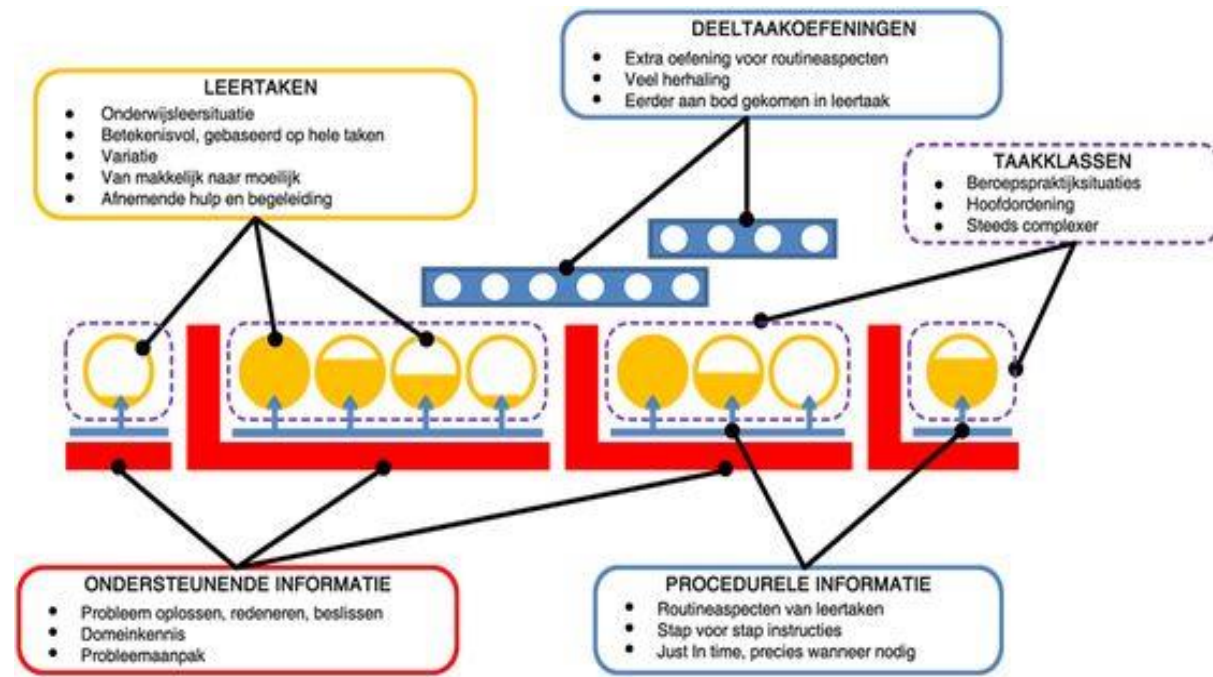 DEELTAAKOEFENINGEN
Extra oefening voor routineaspecten
Veel herhaling
Eerder aan bod gekomen in leertaak
LEERTAKEN
Onderwijsleersituatie
Betekenisvol, gebaseerd op hele taken
Variatie
Van makkelijk naar moeilijk
Afnemende hulp en begeleiding
TAAKKLASSEN
Beroepspraktijksituaties
Hoofdordening
Steeds complexer
ONDERSTEUNENDE INFORMATIE
Probleem oplossen, redeneren, beslissen
Domeinkennis
Probleemaanpak
PROCEDURELE INFORMATIE
Routineaspecten van leertaken
Stap voor stap instructies
Just In time, precies wanneer nodig